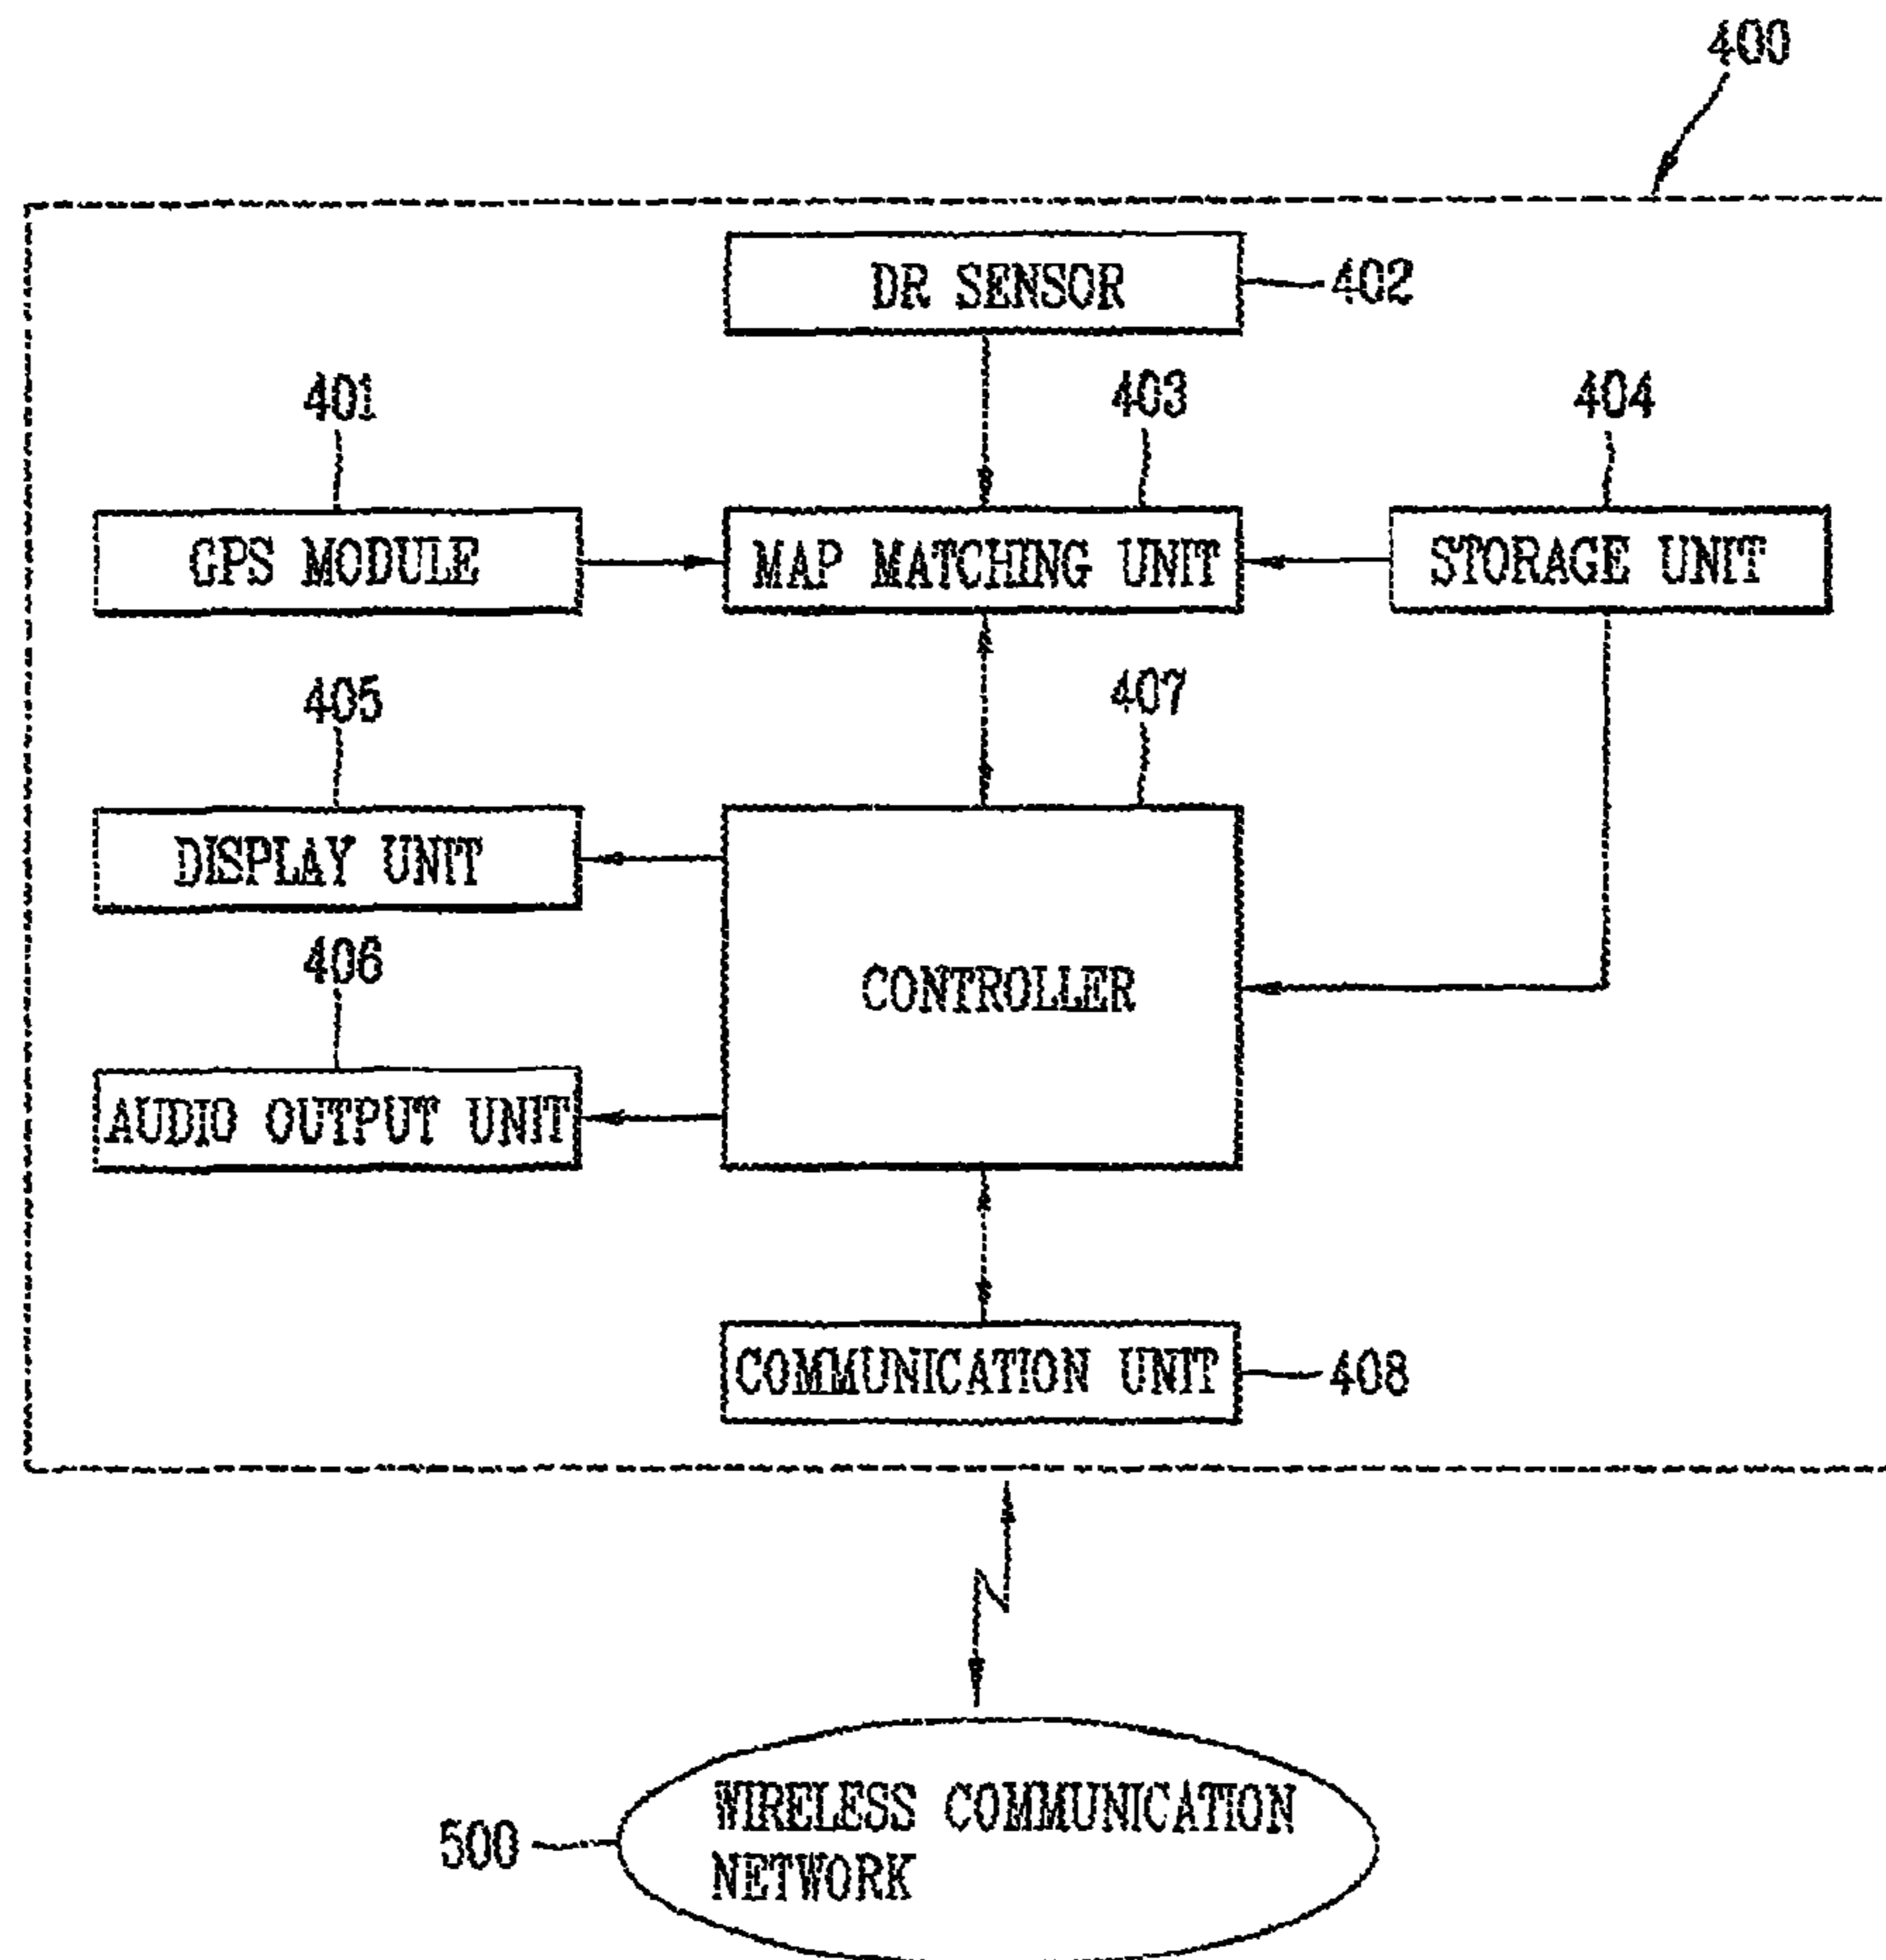 400
DR SENSOR
402
401
403
404
GPS MODULE
MAP MATCHING UNIT
STORAGE UNIT
405
407
DISPLAY UNIT
406
CONTROLLER
AUDIO OUTPUT UNIT
COMMUNICATION UNIT
408
500
WIRELESS COMMUNICATION
NETWORK